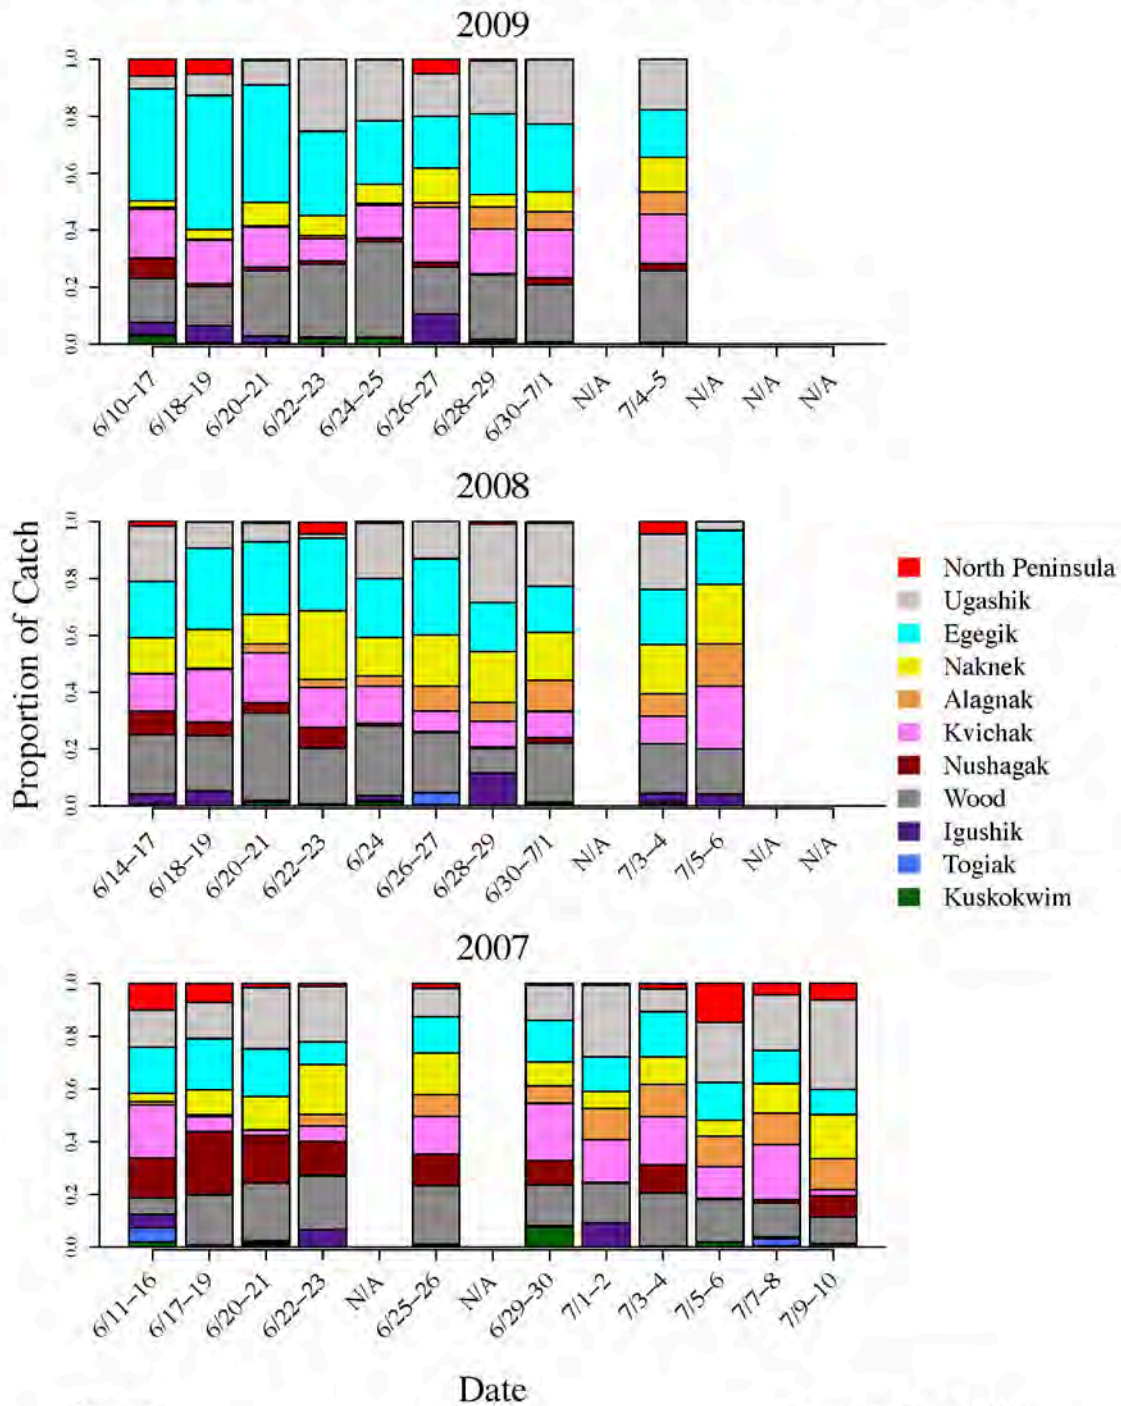 2009
1.0
0.8
0.6
0.4
0.2
0.0
6/10–17 6/18–19 6/20–21 6/22–23 6/24–25 6/26–27 6/28–29 6/30–7/1 N/A 7/4–5 N/A N/A N/A
2008
Proportion of Catch
1.0
0.8
0.6
0.4
0.2
0.0
6/14–17 6/18–19 6/20–21 6/22–23 6/24 6/26–27 6/28–29 6/30–7/1 N/A 7/3–4 7/5–6 N/A N/A
North Peninsula
Ugashik
Egegik
Naknek
Alagnak
Kvichak
Nushagak
Wood
Igushik
Togiak
Kuskokwim
2007
1.0
0.8
0.6
0.4
0.2
0.0
6/11–16 6/17–19 6/20–21 6/22–23 N/A 6/25–26 N/A 6/29–30 7/1–2 7/3–4 7/5–6 7/7–8 7/9–10
Date